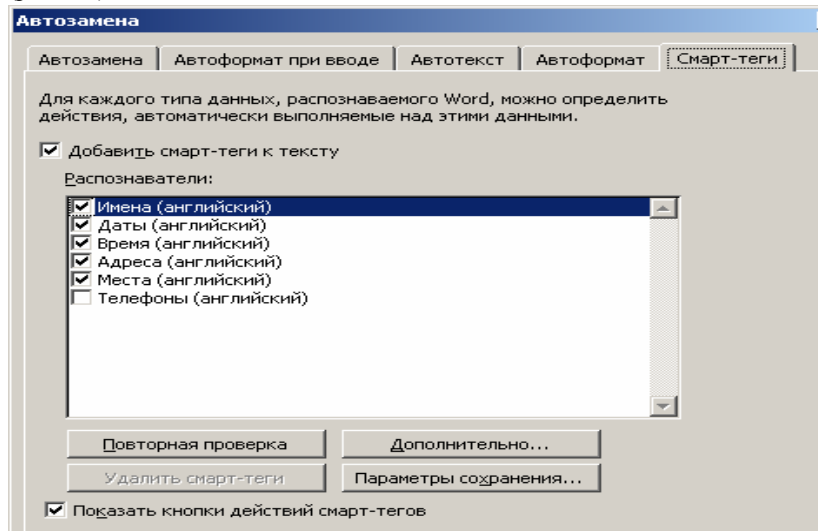 Автозамена
Автозамена Автоформат при вводе Автотекст Автоформат Смарт-теги
Для каждого типа данных, распознаваемого Word, можно определить
действия, автоматически выполняемые над этими данными.
Добавить смарт-теги к тексту
Распознаватели:
Имена (английский)
Даты (английский)
Время (английский)
Адреса (английский)
Места (английский)
Телефоны (английский)
Повторная проверка Дополнительно...
Удалить смарт-теги Параметры сохранения...
Показать кнопки действий смарт-тегов